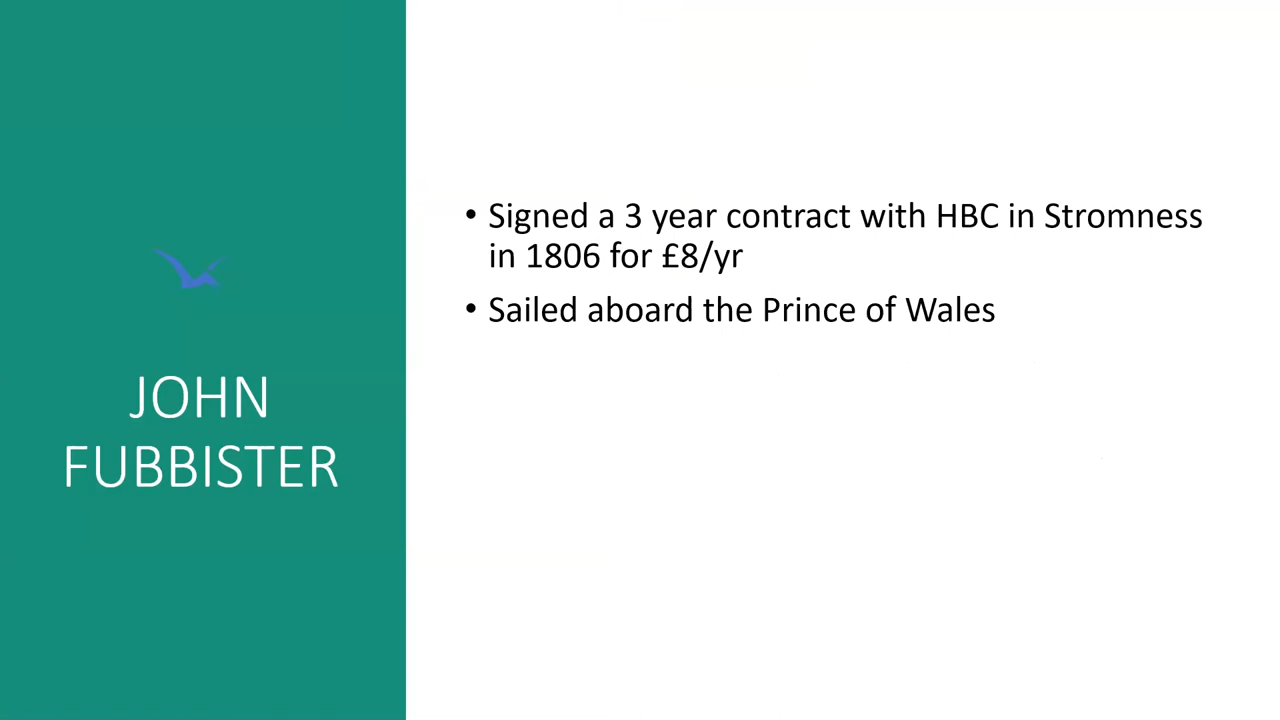 JOHN
FUBBISTER
• Signed a 3 year contract with HBC in Stromness
in 1806 for £8/yr
• Sailed aboard the Prince of Wales